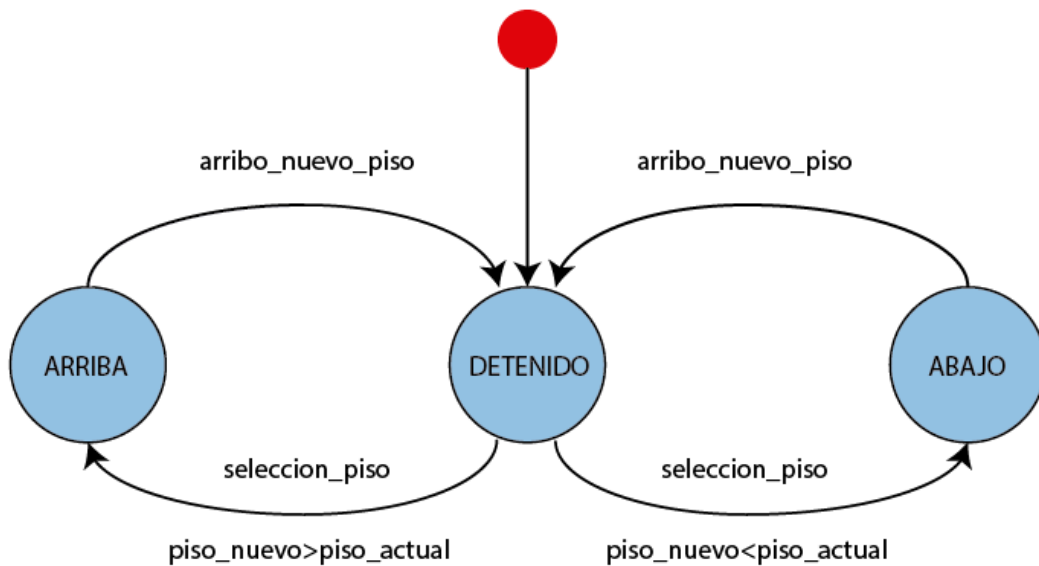 arribo_nuevo_piso
arribo_nuevo_piso
ARRIBA
DETENIDO
ABAJO
seleccion_piso
seleccion_piso
piso_nuevo>piso_actual
piso_nuevo<piso_actual